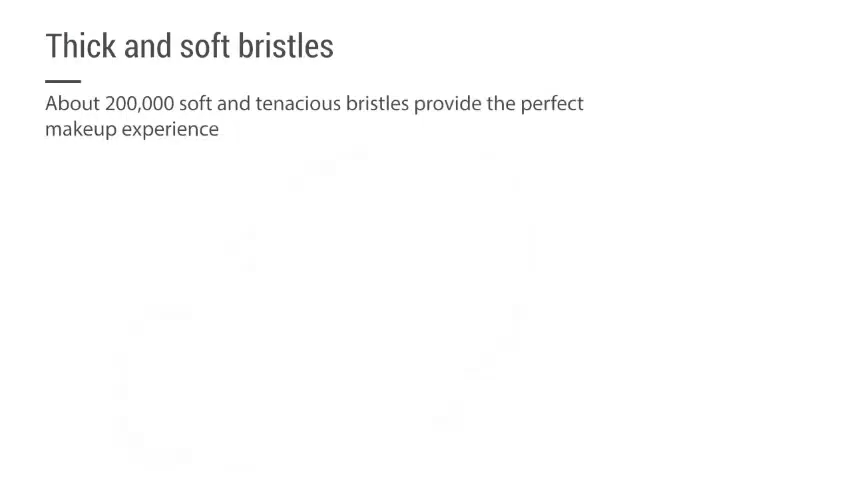 Thick and soft bristles
About 200,000 soft and tenacious bristles provide the perfect
makeup experience